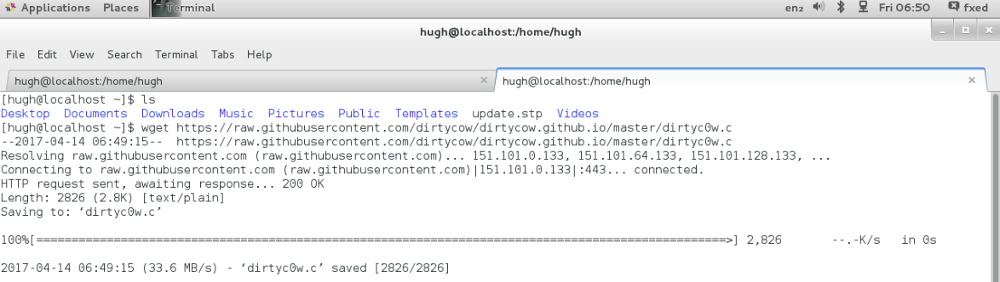 Applications Places Terminal en₂ Fri 06:50 fxed
hugh@localhost:/home/hugh
File Edit View Search Terminal Tabs Help
hugh@localhost:/home/hugh × hugh@localhost:/home/hugh ×
[hugh@localhost ~]$ ls
Desktop Documents Downloads Music Pictures Public Templates update.stp Videos
[hugh@localhost ~]$ wget https://raw.githubusercontent.com/dirtycow/dirtycow.github.io/master/dirtyc0w.c
--2017-04-14 06:49:15-- https://raw.githubusercontent.com/dirtycow/dirtycow.github.io/master/dirtyc0w.c
Resolving raw.githubusercontent.com (raw.githubusercontent.com)... 151.101.0.133, 151.101.64.133, 151.101.128.133, ...
Connecting to raw.githubusercontent.com (raw.githubusercontent.com)|151.101.0.133|:443... connected.
HTTP request sent, awaiting response... 200 OK
Length: 2826 (2.8K) [text/plain]
Saving to: ‘dirtyc0w.c’
100%[======================================================================================================>] 2,826 --.-K/s in 0s
2017-04-14 06:49:15 (33.6 MB/s) - ‘dirtyc0w.c’ saved [2826/2826]